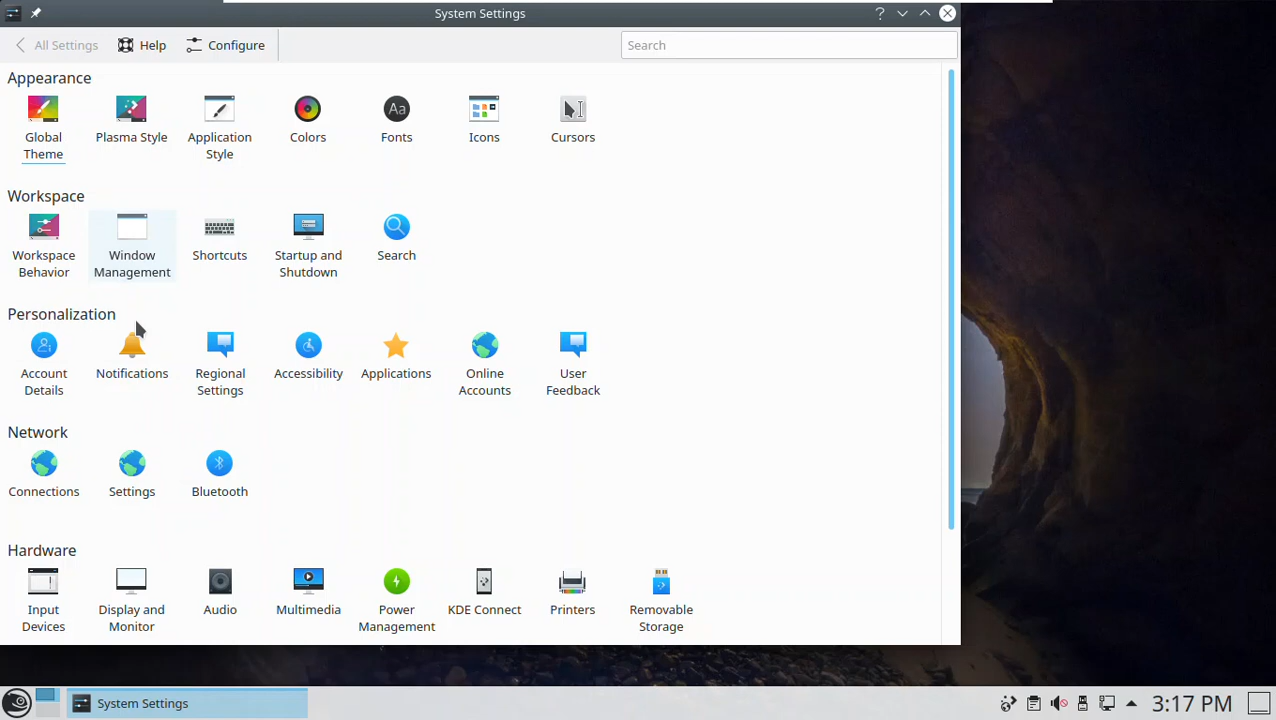 System Settings
?
All Settings Help Configure Search
Appearance
Global Theme
Plasma Style
Application Style
Colors
Aa
Fonts
Icons
Cursors
Workspace
Workspace Behavior
Window Management
Shortcuts
Startup and Shutdown
Search
Personalization
Account Details
Notifications
Regional Settings
Accessibility
Applications
Online Accounts
User Feedback
Network
Connections
Settings
Bluetooth
Hardware
Input Devices
Display and Monitor
Audio
Multimedia
Power Management
KDE Connect
Printers
Removable Storage
System Settings
3:17 PM